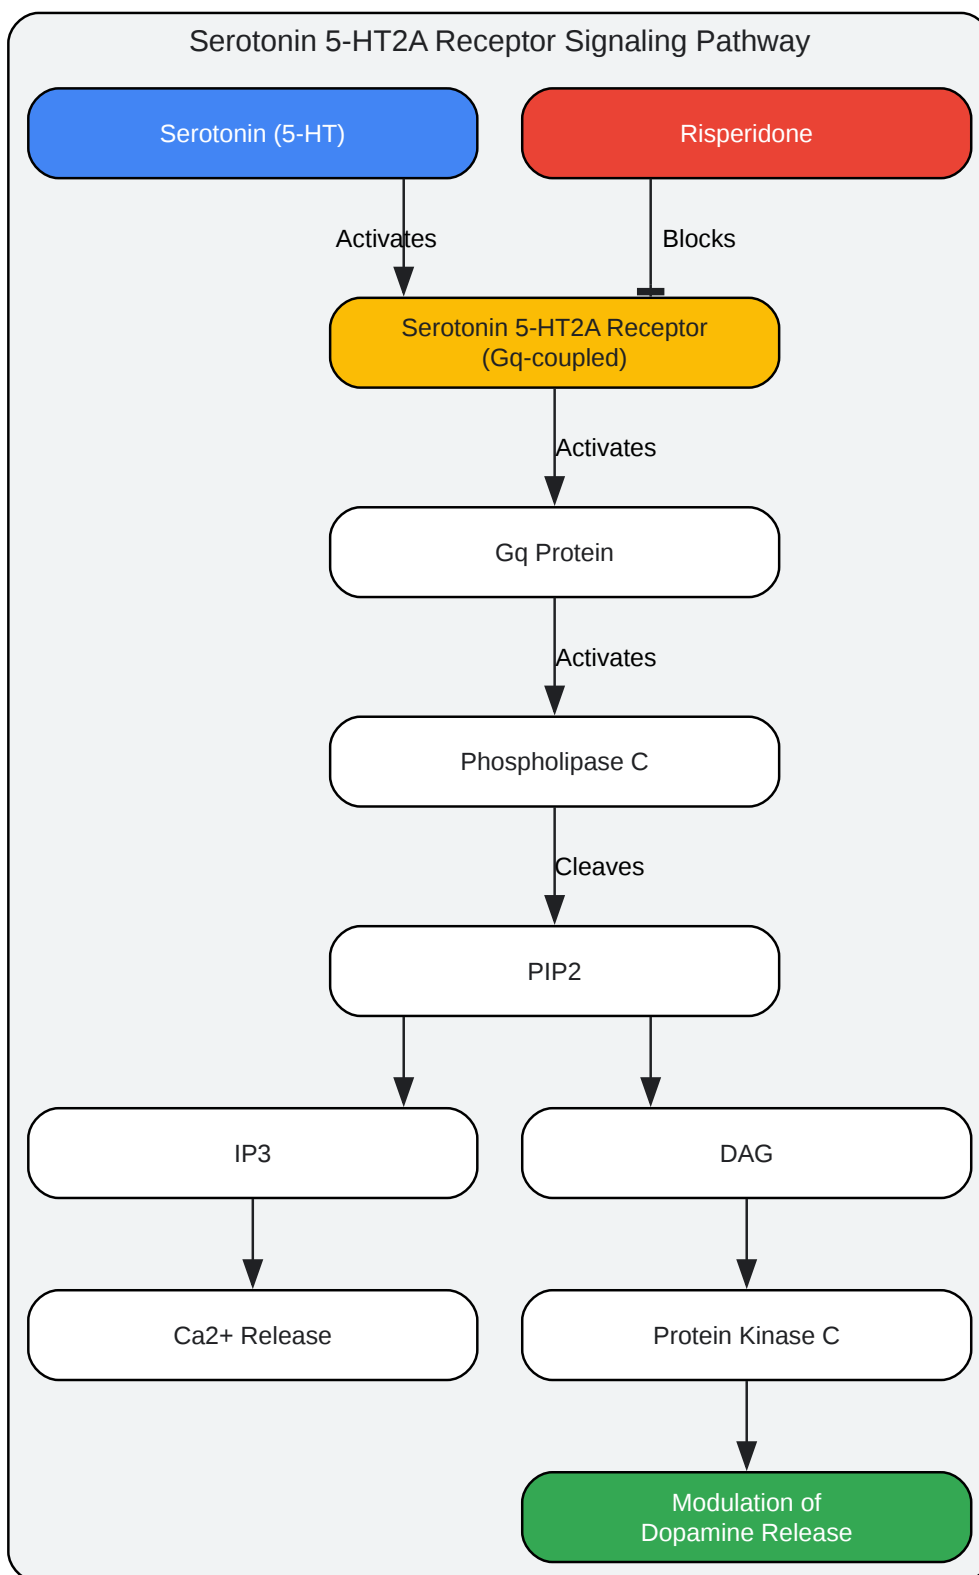 Serotonin 5-HT2A Receptor Signaling Pathway
Serotonin (5-HT)
Risperidone
Activates
Blocks
Serotonin 5-HT2A Receptor
(Gq-coupled)
Activates
Gq Protein
Activates
Phospholipase C
Cleaves
PIP2
IP3
DAG
Ca2+ Release
Protein Kinase C
Modulation of
Dopamine Release